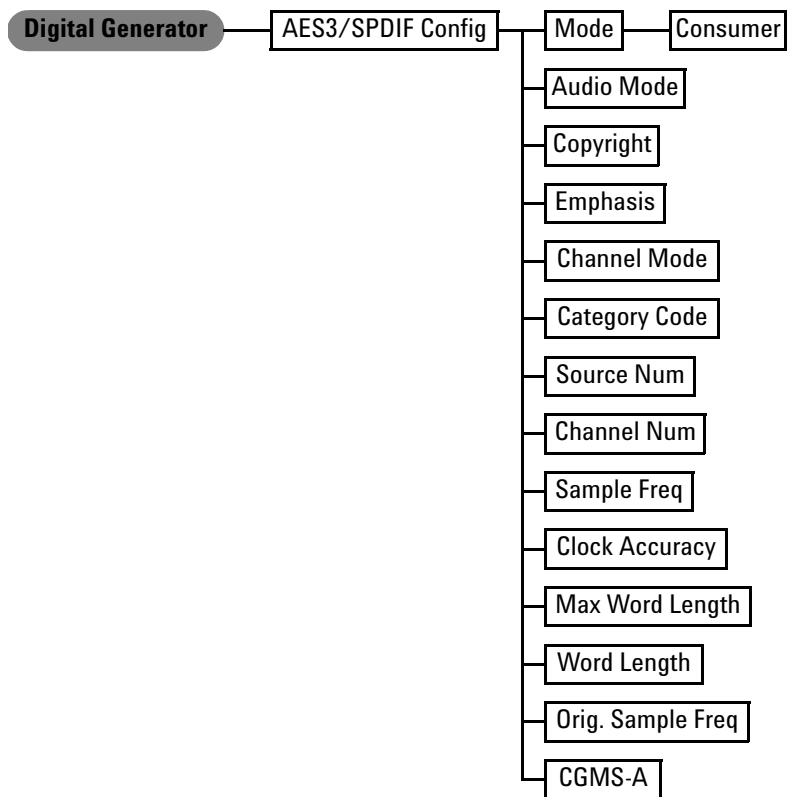 Digital Generator AES3/SPDIF Config Mode Consumer
Audio Mode
Copyright
Emphasis
Channel Mode
Category Code
Source Num
Channel Num
Sample Freq
Clock Accuracy
Max Word Length
Word Length
Orig. Sample Freq
CGMS-A